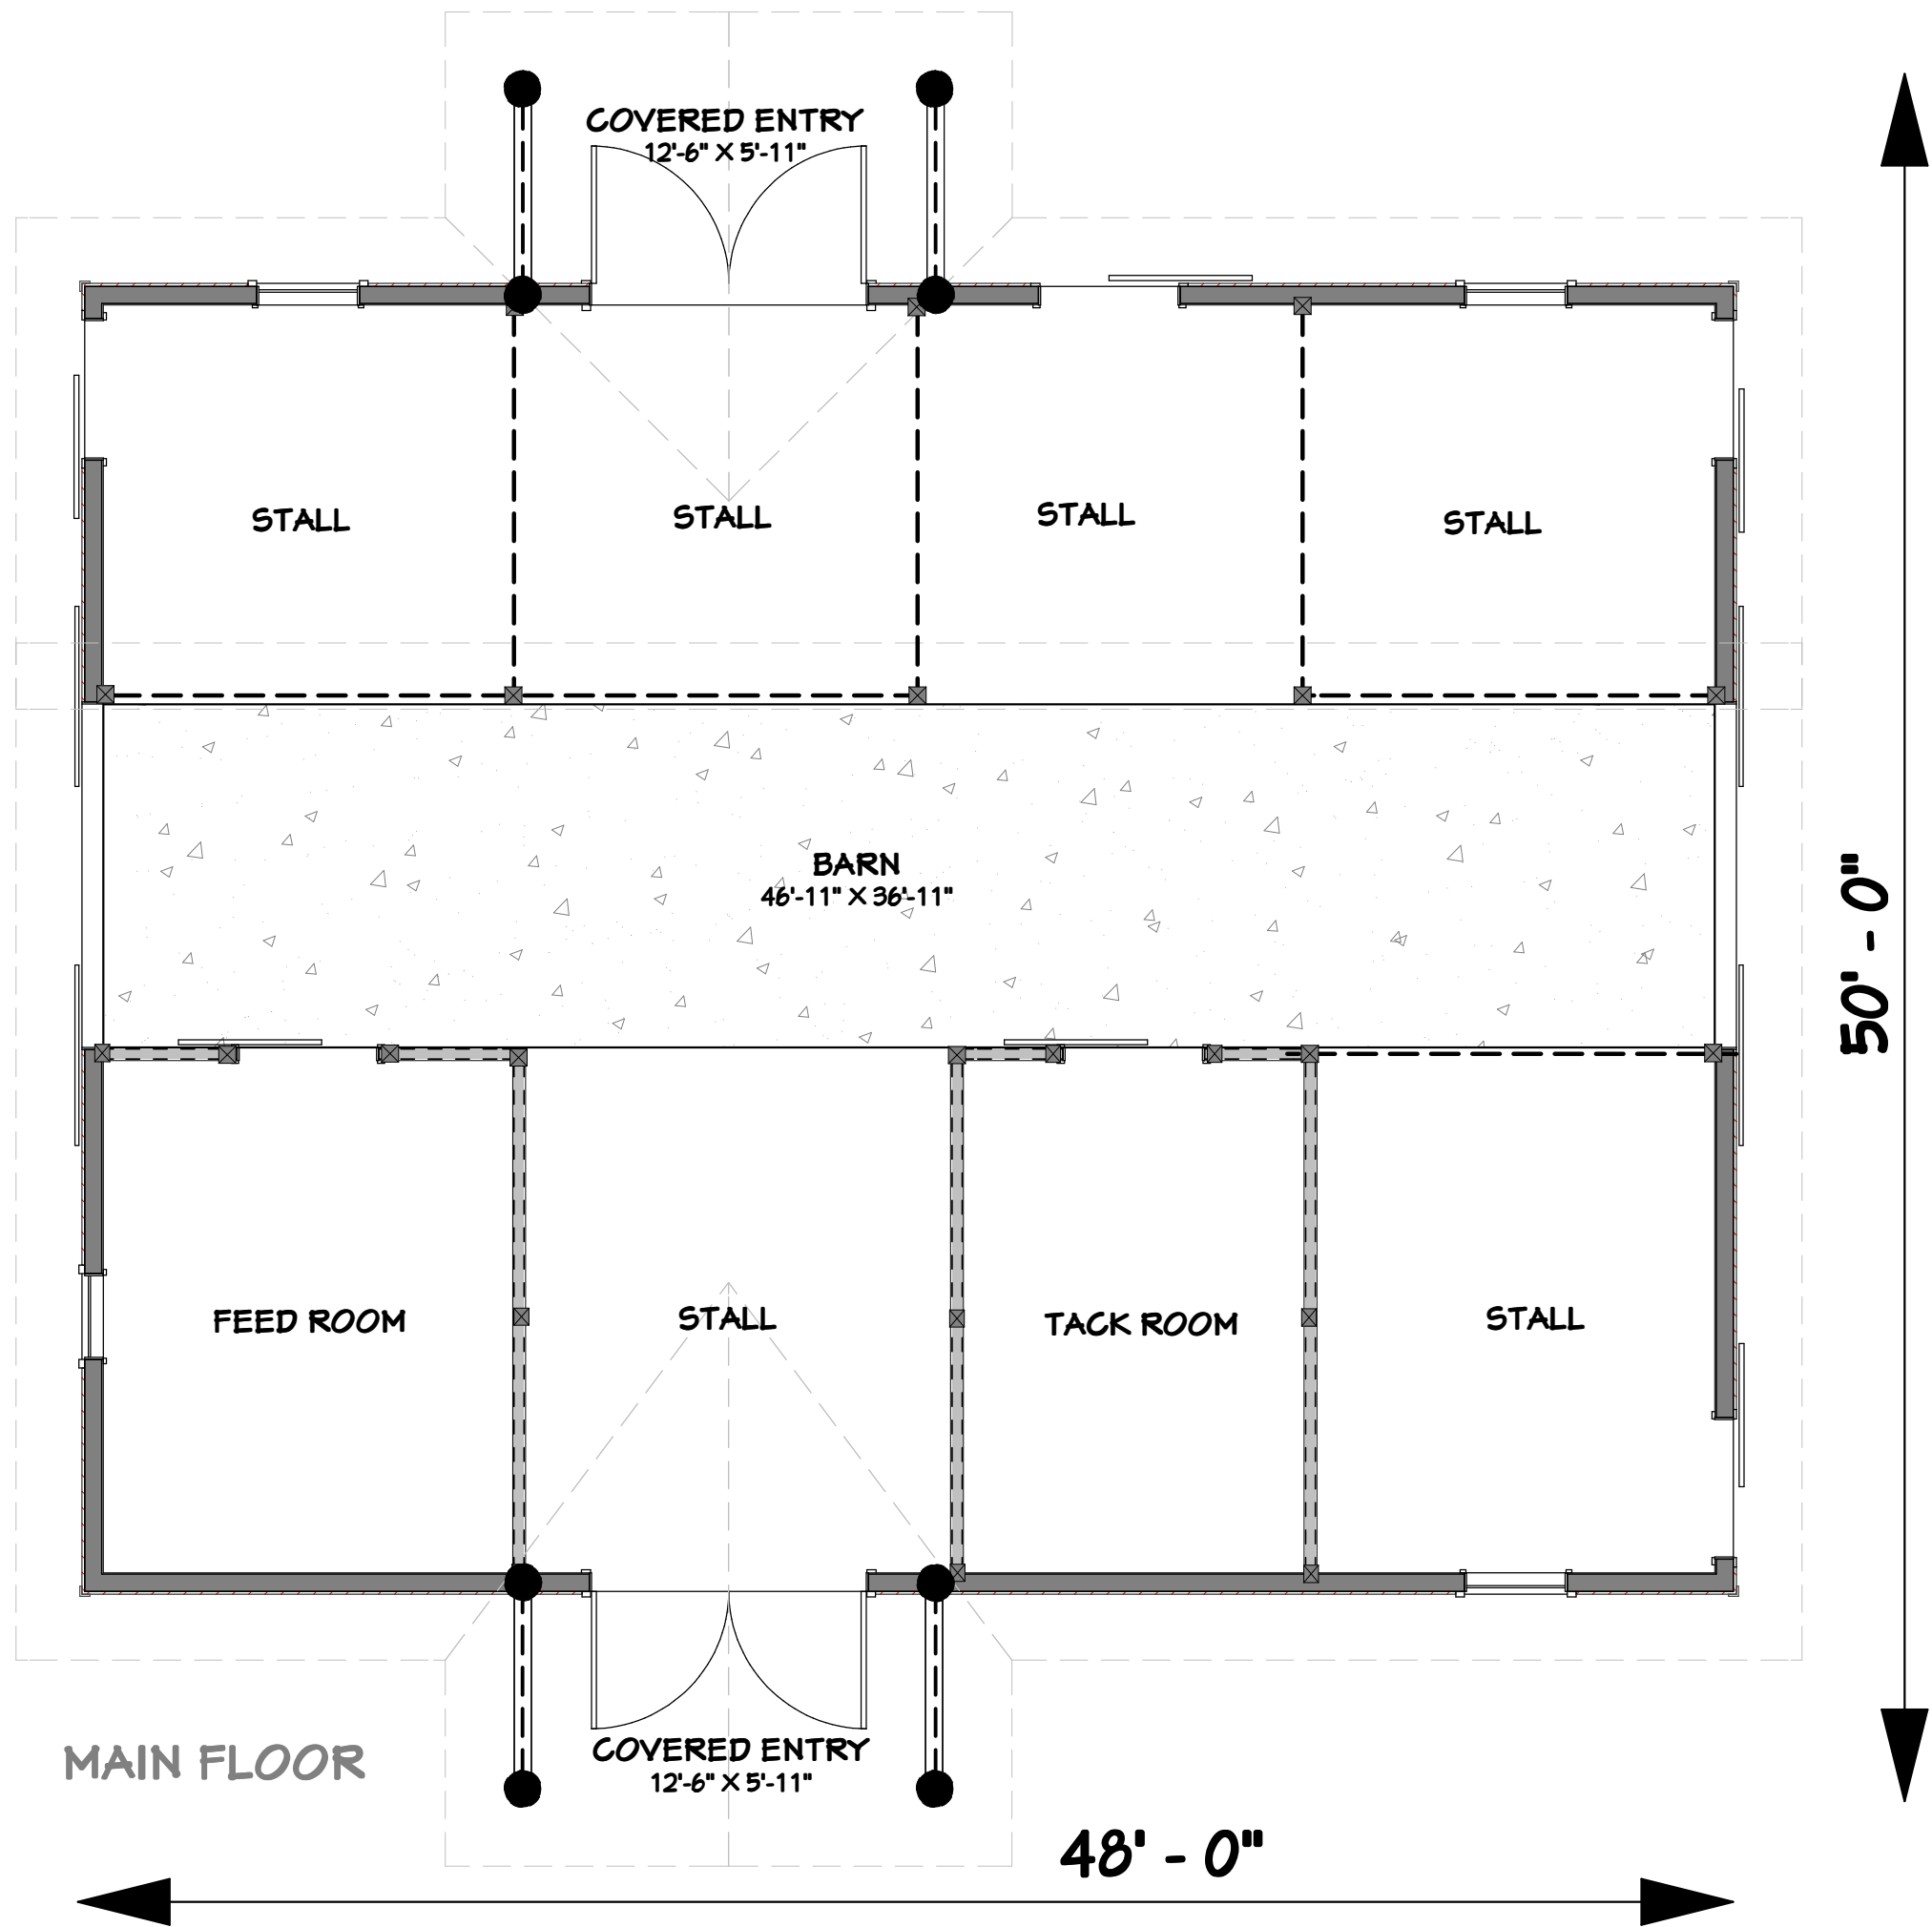 COVERED ENTRY
12'-6" X 5'-11"
STALL
STALL
STALL
STALL
BARN
46'-11" X 36'-11"
50' - 0"
FEED ROOM
STALL
TACK ROOM
STALL
MAIN FLOOR
COVERED ENTRY
12'-6" X 5'-11"
48' - 0"